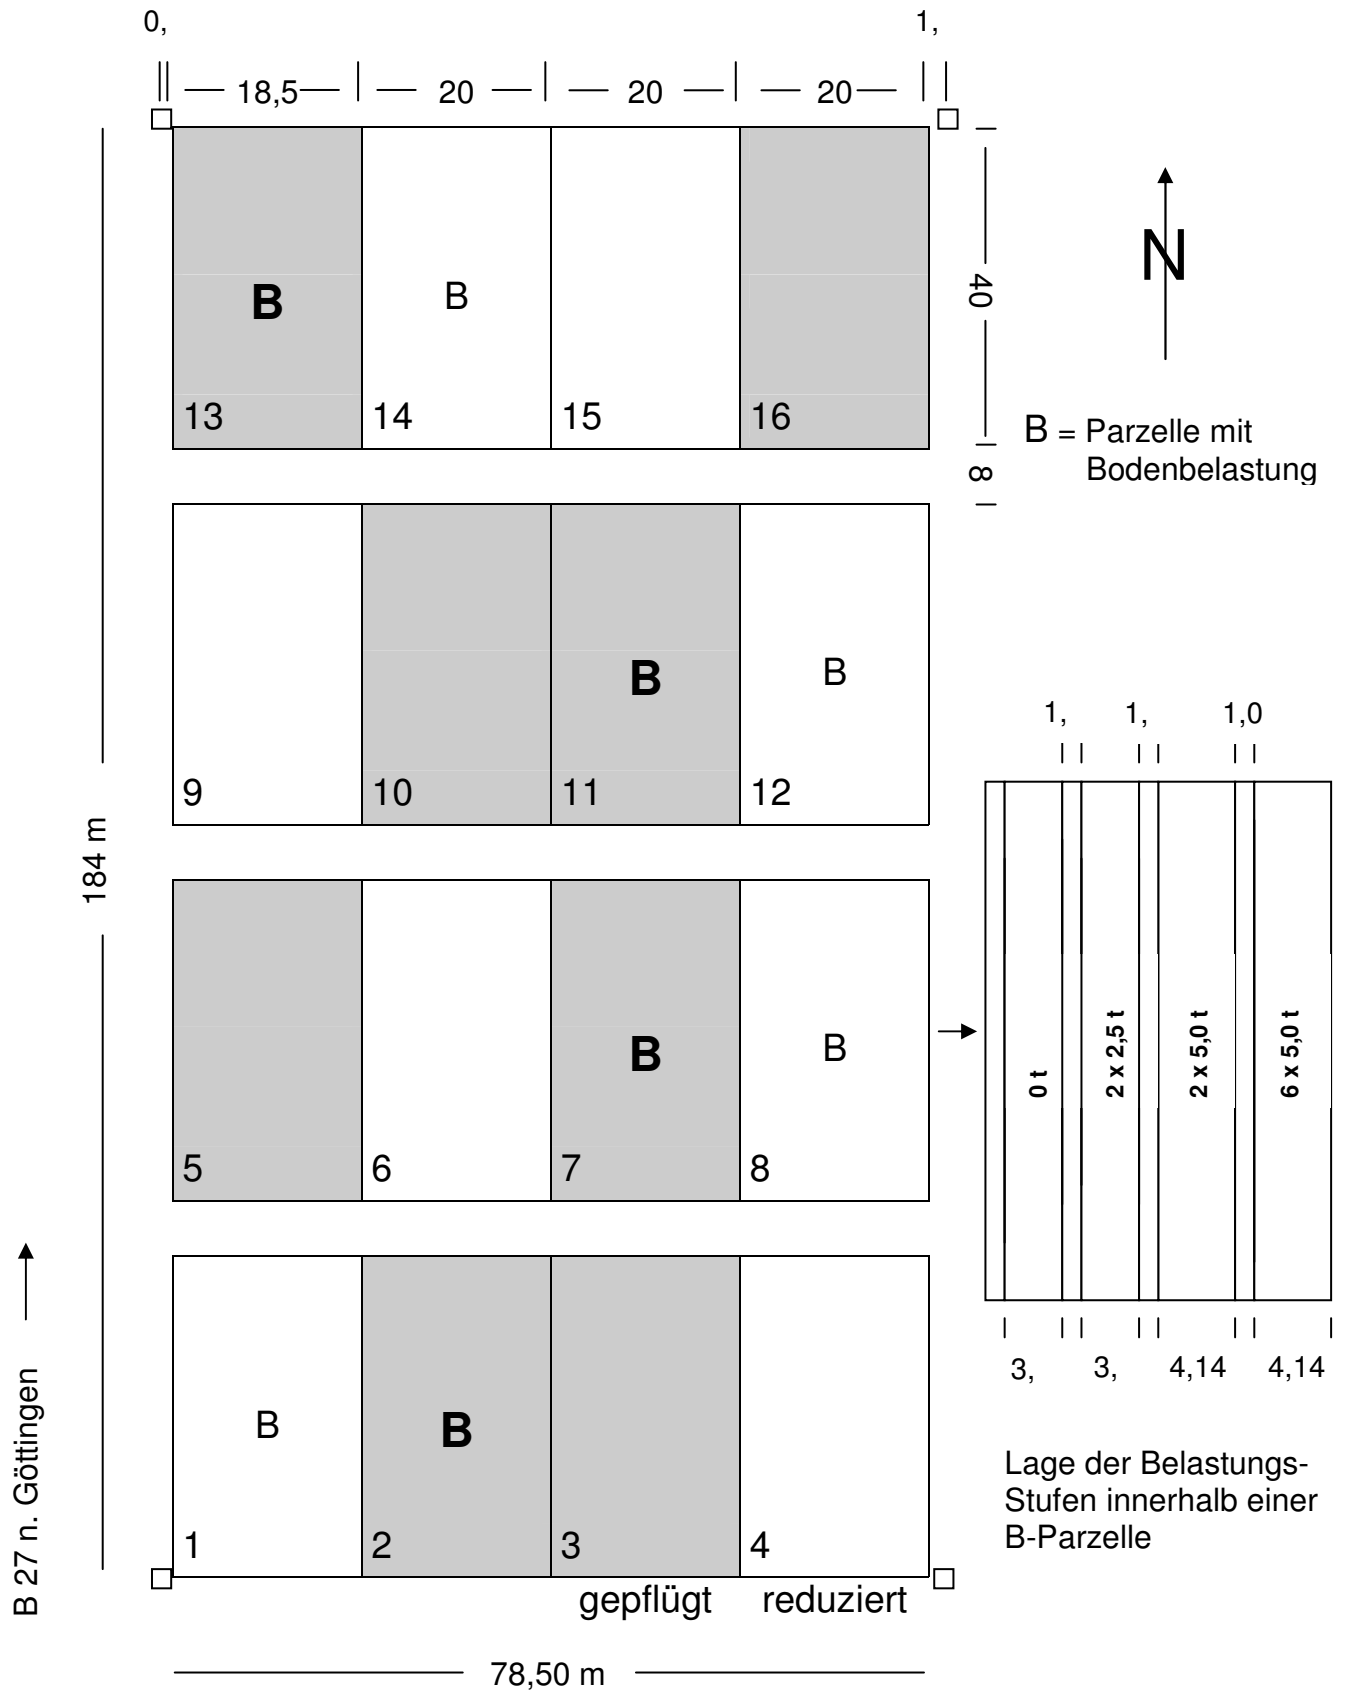 0,
1,
18,5
20
20
20
40
8
N
B = Parzelle mit
Bodenbelastung
B
B
13
14
15
16
B
B
9
10
11
12
184 m
1,
1,
1,0
0 t
2 x 2,5 t
2 x 5,0 t
6 x 5,0 t
3,
3,
4,14
4,14
Lage der Belastungs-
Stufen innerhalb einer
B-Parzelle
B
B
5
6
7
8
B
B
1
2
3
4
gepflügt
reduziert
B 27 n. Göttingen
78,50 m